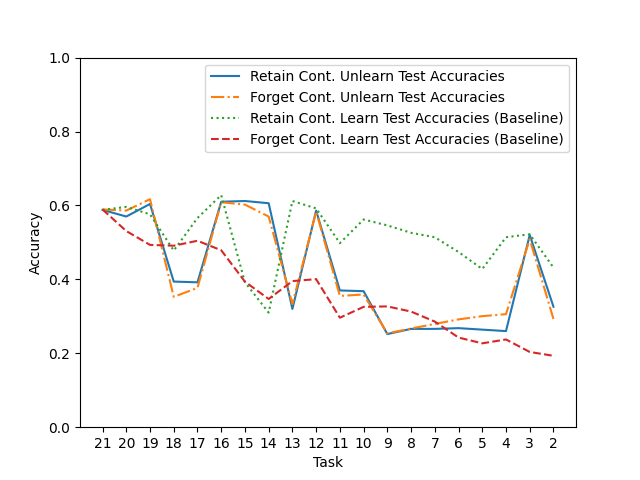 Retain Cont. Unlearn Test Accuracies
Forget Cont. Unlearn Test Accuracies
Retain Cont. Learn Test Accuracies (Baseline)
Forget Cont. Learn Test Accuracies (Baseline)
1.0
0.8
0.6
0.4
0.2
0.0
Accuracy
21 20 19 18 17 16 15 14 13 12 11 10 9 8 7 6 5 4 3 2
Task